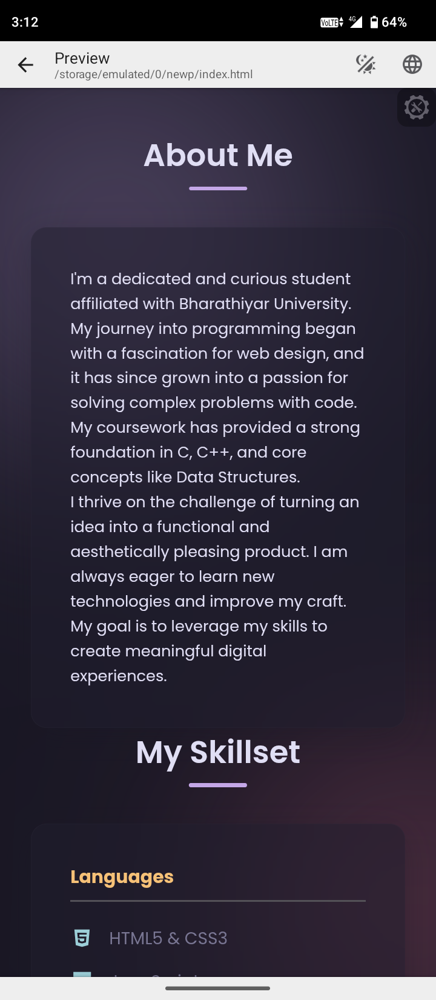 3:12
VoLTE
4G
64%
Preview
/storage/emulated/0/newp/index.html
About Me
I'm a dedicated and curious student
affiliated with Bharathiyar University.
My journey into programming began
with a fascination for web design, and
it has since grown into a passion for
solving complex problems with code.
My coursework has provided a strong
foundation in C, C++, and core
concepts like Data Structures.
I thrive on the challenge of turning an
idea into a functional and
aesthetically pleasing product. I am
always eager to learn new
technologies and improve my craft.
My goal is to leverage my skills to
create meaningful digital
experiences.
My Skillset
Languages
HTML5 & CSS3